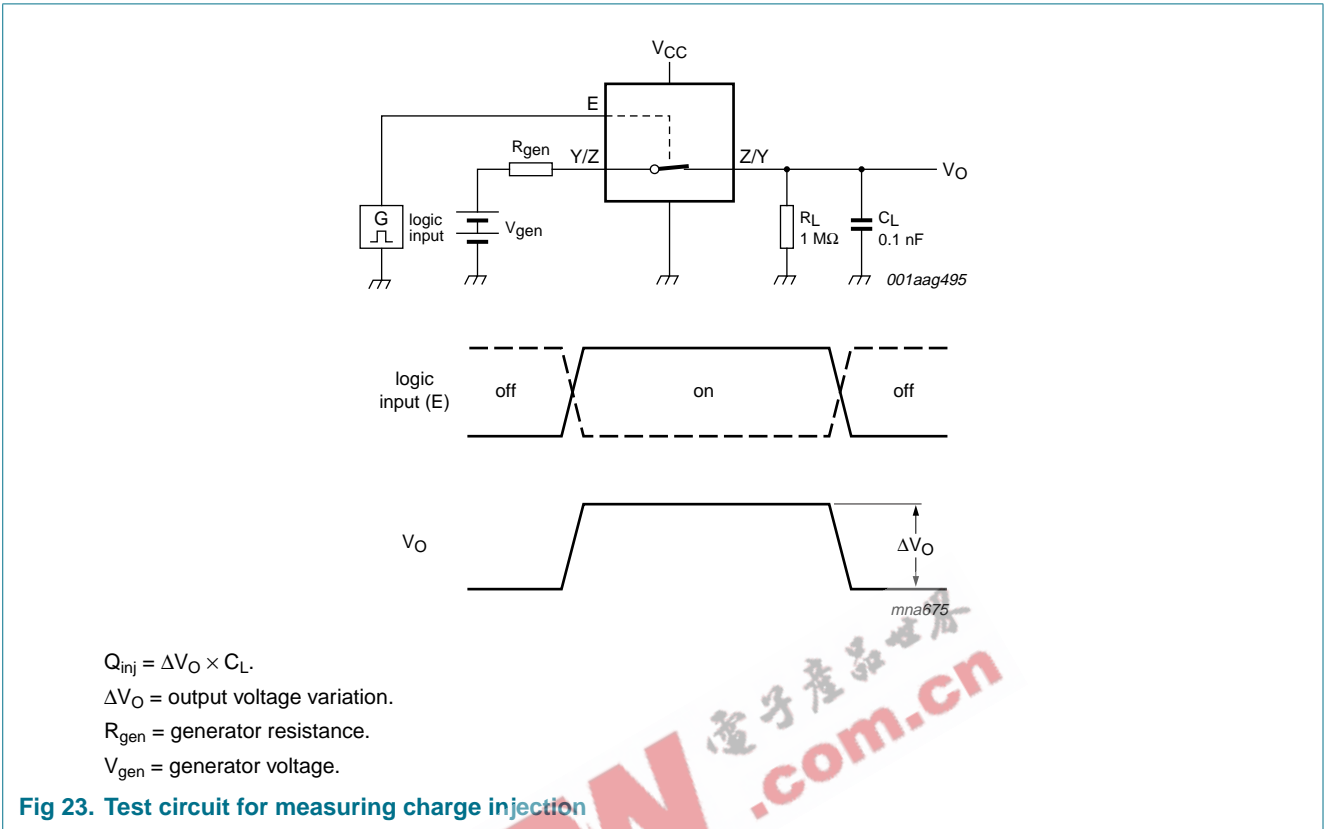 VCC
E
Rgen
Y/Z
Z/Y
VO
G
logic
input
Vgen
RL
1 MΩ
CL
0.1 nF
001aag495
logic
input (E)
off
on
off
VO
ΔVO
mna675
Qinj = ΔVO × CL.
ΔVO = output voltage variation.
Rgen = generator resistance.
Vgen = generator voltage.
Fig 23. Test circuit for measuring charge injection
.com.cn